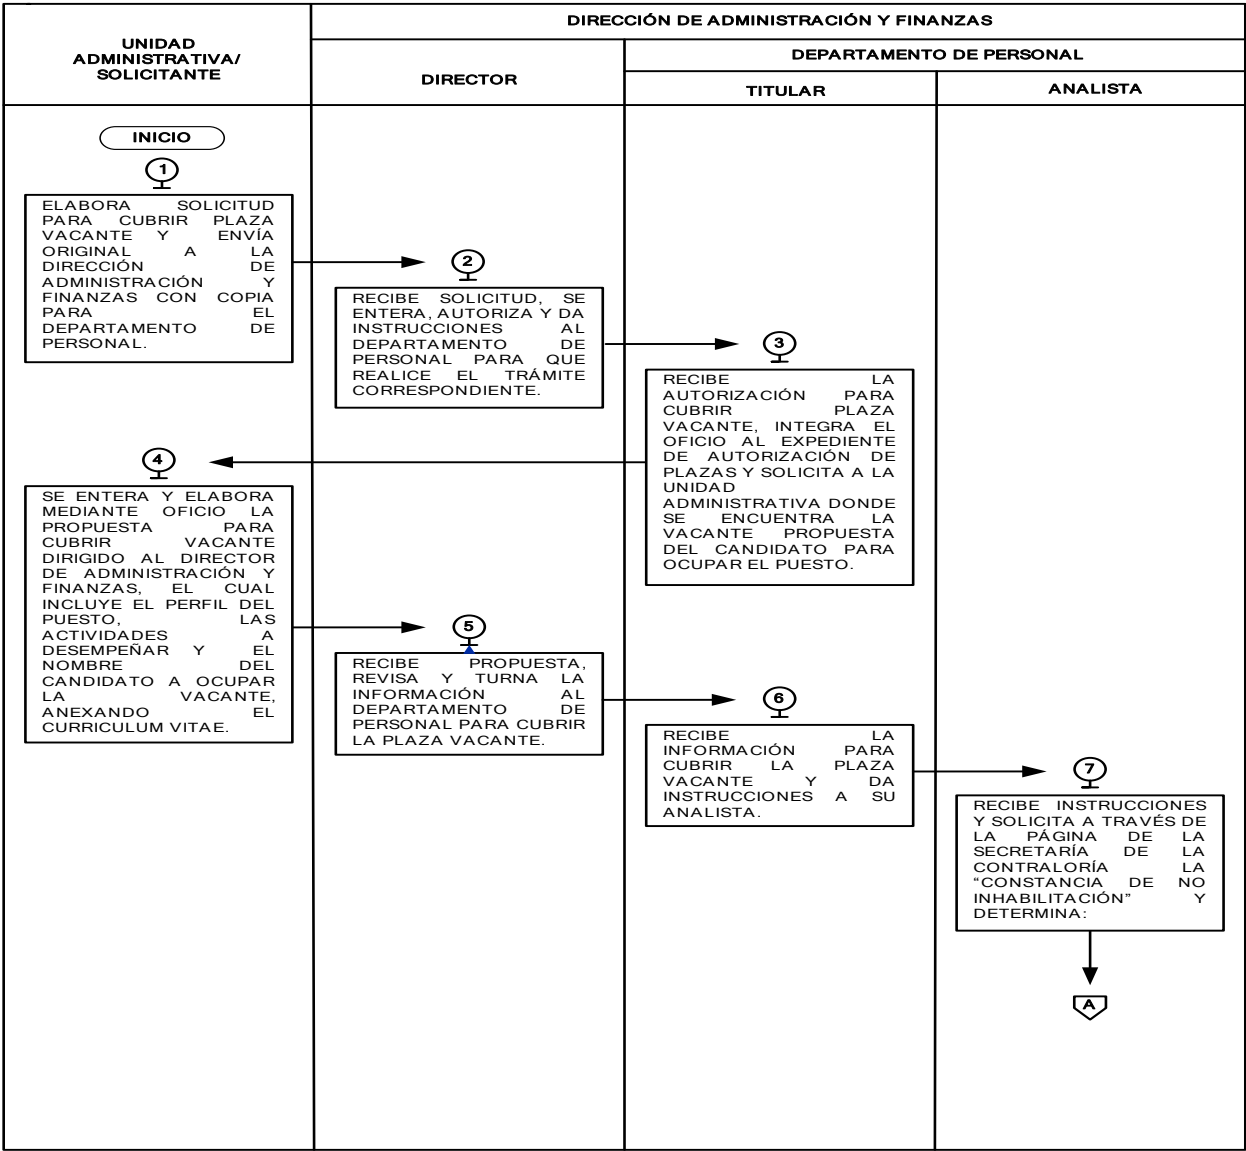 UNIDAD
ADMINISTRATIVA/
SOLICITANTE
DIRECCIÓN DE ADMINISTRACIÓN Y FINANZAS
DIRECTOR
DEPARTAMENTO DE PERSONAL
TITULAR
ANALISTA
INICIO
1
ELABORA SOLICITUD
PARA CUBRIR PLAZA
VACANTE Y ENVÍA
ORIGINAL A LA
DIRECCIÓN DE
ADMINISTRACIÓN Y
FINANZAS CON COPIA
PARA EL
DEPARTAMENTO DE
PERSONAL.
2
RECIBE SOLICITUD, SE
ENTERA, AUTORIZA Y DA
INSTRUCCIONES AL
DEPARTAMENTO DE
PERSONAL PARA QUE
REALICE EL TRÁMITE
CORRESPONDIENTE.
3
RECIBE LA
AUTORIZACIÓN PARA
CUBRIR PLAZA
VACANTE, INTEGRA EL
OFICIO AL EXPEDIENTE
DE AUTORIZACIÓN DE
PLAZAS Y SOLICITA A LA
UNIDAD
ADMINISTRATIVA DONDE
SE ENCUENTRA LA
VACANTE PROPUESTA
DEL CANDIDATO PARA
OCUPAR EL PUESTO.
4
SE ENTERA Y ELABORA
MEDIANTE OFICIO LA
PROPUESTA PARA
CUBRIR VACANTE
DIRIGIDO AL DIRECTOR
DE ADMINISTRACIÓN Y
FINANZAS, EL CUAL
INCLUYE EL PERFIL DEL
PUESTO, LAS
ACTIVIDADES A
DESEMPEÑAR Y EL
NOMBRE DEL
CANDIDATO A OCUPAR
LA VACANTE,
ANEXANDO EL
CURRICULUM VITAE.
5
RECIBE PROPUESTA,
REVISA Y TURNA LA
INFORMACIÓN AL
DEPARTAMENTO DE
PERSONAL PARA CUBRIR
LA PLAZA VACANTE.
6
RECIBE LA
INFORMACIÓN PARA
CUBRIR LA PLAZA
VACANTE Y DA
INSTRUCCIONES A SU
ANALISTA.
7
RECIBE INSTRUCCIONES
Y SOLICITA A TRAVÉS DE
LA PÁGINA DE LA
SECRETARÍA DE LA
CONTRALORÍA LA
“CONSTANCIA DE NO
INHABILITACIÓN” Y
DETERMINA:
A